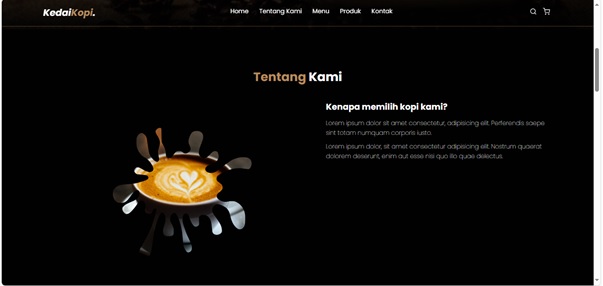 KedaiKopi.
Home Tentang Kami Menu Produk Kontak
Tentang Kami
Kenapa memilih kopi kami?
Lorem ipsum dolor sit amet consectetur, adipisicing elit. Perferendis saepe
sint totam numquam corporis iusto.
Lorem ipsum dolor, sit amet consectetur adipisicing elit. Nostrum quaerat
dolorem deserunt, enim aut esse nisi quo illo quae delectus.